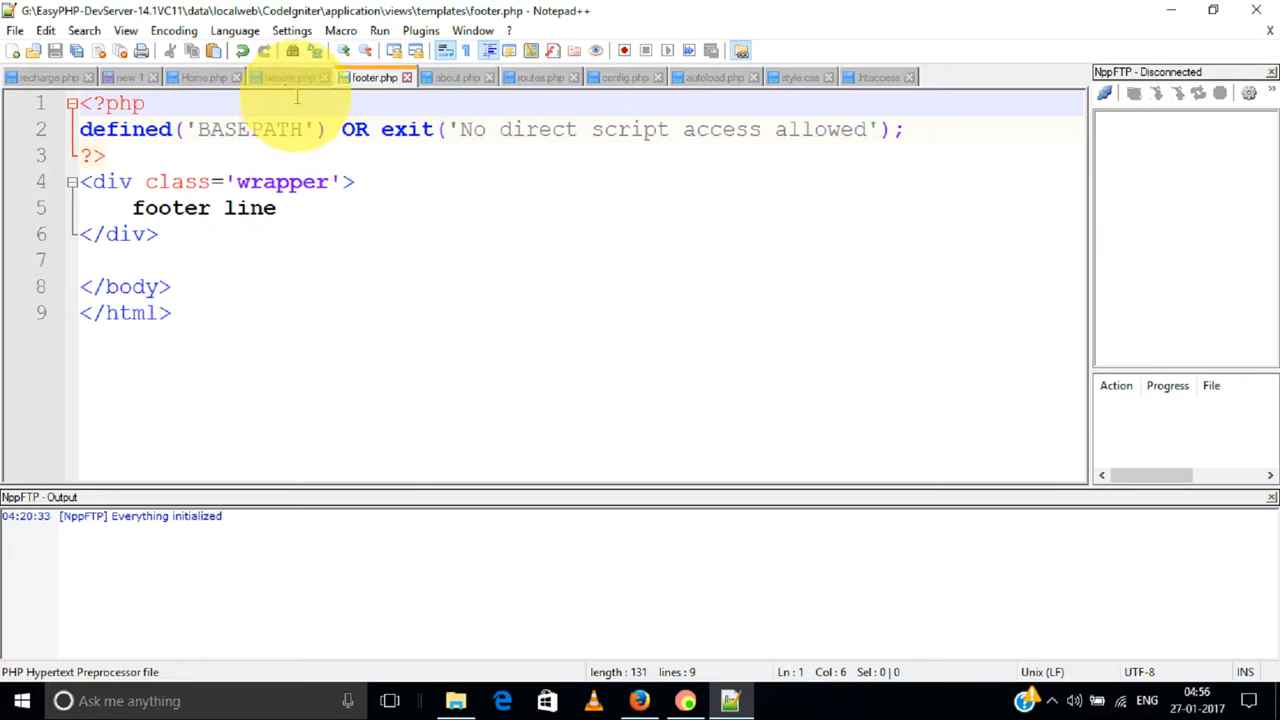 G:\EasyPHP-DevServer-14.1VC11\data\localweb\CodeIgniter\application\views\templates\footer.php - Notepad++
File Edit Search View Encoding Language Settings Macro Run Plugins Window ? X
recharge.php new 1 Home.php header.php footer.php about.php routes.php config.php autoload.php style.css .htaccess
NppFTP - Disconnected
1 <?php
2 defined('BASEPATH') OR exit('No direct script access allowed');
3 ?>
4 <div class='wrapper'>
5 footer line
6 </div>
7
8 </body>
9 </html>
Action Progress File
NppFTP - Output
04:20:33 [NppFTP] Everything initialized
PHP Hypertext Preprocessor file length : 131 lines : 9 Ln : 1 Col : 6 Sel : 0 | 0 Unix (LF) UTF-8 INS
Ask me anything ENG 04:56
27-01-2017